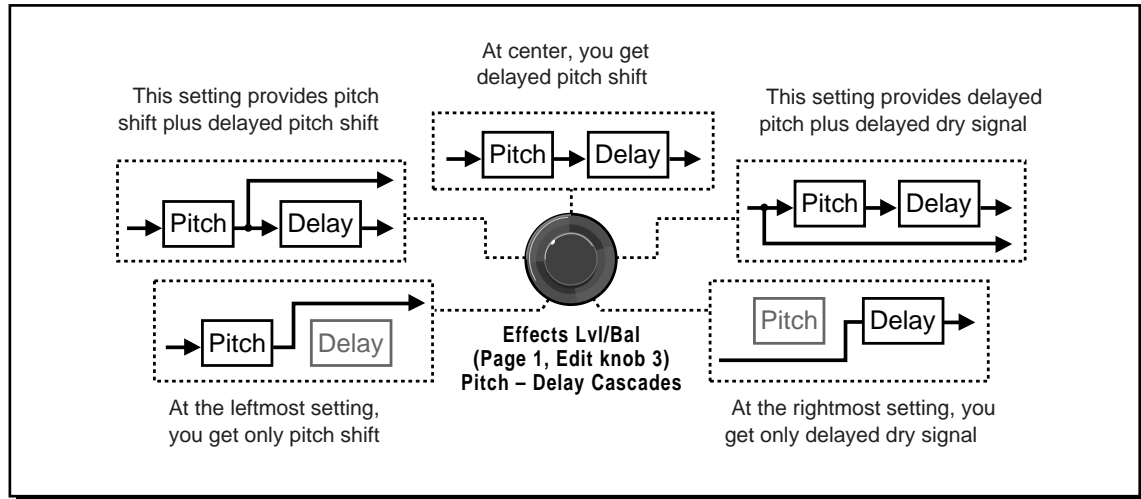 At center, you get
delayed pitch shift
This setting provides pitch
shift plus delayed pitch shift
This setting provides delayed
pitch plus delayed dry signal
Pitch Delay
Pitch Delay
Pitch Delay
Pitch Delay
Pitch Delay
Effects Lvl/Bal
(Page 1, Edit knob 3)
Pitch – Delay Cascades
At the leftmost setting,
you get only pitch shift
At the rightmost setting, you
get only delayed dry signal